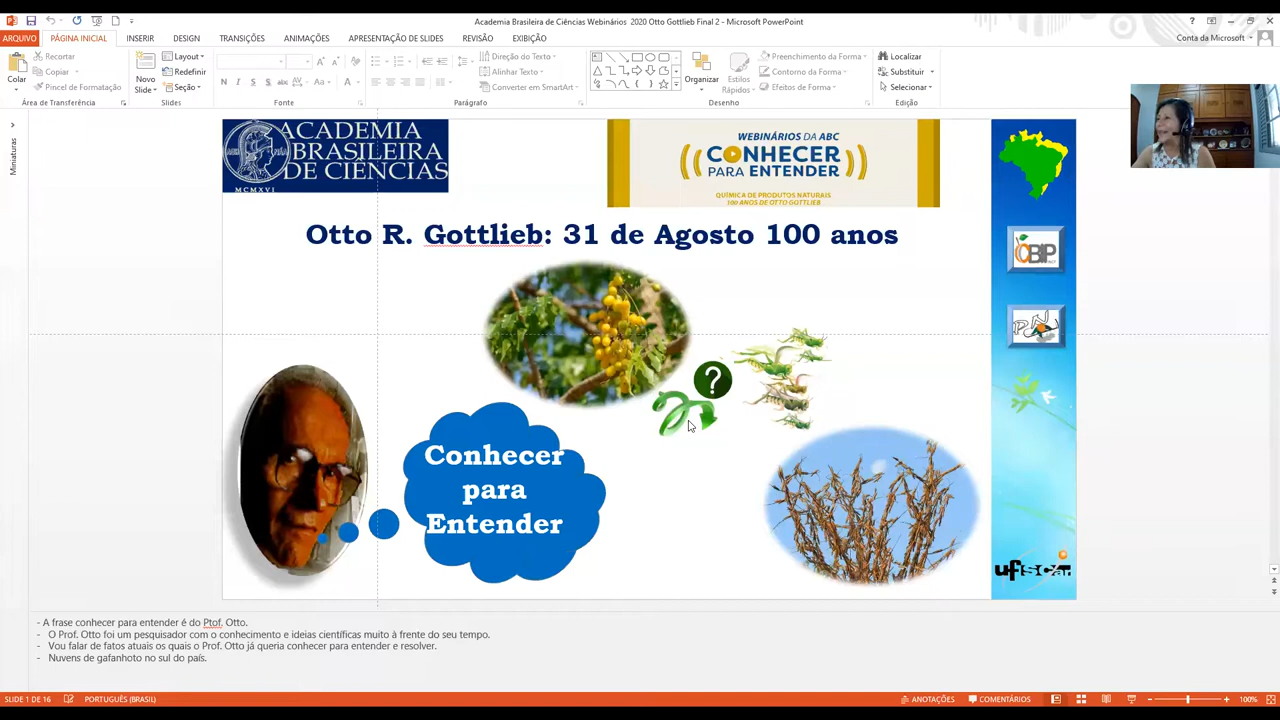 Academia Brasileira de Ciências Webinários 2020 Otto Gottlieb Final 2 - Microsoft PowerPoint
ARQUIVO PÁGINA INICIAL INSERIR DESIGN TRANSIÇÕES ANIMAÇÕES APRESENTAÇÃO DE SLIDES REVISÃO EXIBIÇÃO Conta da Microsoft
Colar
Recortar
Copiar
Pincel de Formatação
Área de Transferência
Novo
Slide
Layout
Redefinir
Seção
Slides
N I S S abc AV Aa A
Fonte
Direção do Texto
Alinhar Texto
Converter em SmartArt
Parágrafo
Organizar
Estilos
Rápidos
Preenchimento da Forma
Contorno da Forma
Efeitos de Forma
Desenho
Localizar
Substituir
Selecionar
Edição
Miniaturas
ACADEMIA
BRASILEIRA
DE CIÊNCIAS
MCMXVI
WEBINÁRIOS DA ABC
CONHECER
PARA ENTENDER
QUÍMICA DE PRODUTOS NATURAIS
100 ANOS DE OTTO GOTTLIEB
Otto R. Gottlieb: 31 de Agosto 100 anos
?
Conhecer
para
Entender
ufscar
- A frase conhecer para entender é do Ptof. Otto.
- O Prof. Otto foi um pesquisador com o conhecimento e ideias científicas muito à frente do seu tempo.
- Vou falar de fatos atuais os quais o Prof. Otto já queria conhecer para entender e resolver.
- Nuvens de gafanhoto no sul do país.
SLIDE 1 DE 16 PORTUGUÊS (BRASIL) ANOTAÇÕES COMENTÁRIOS 100%